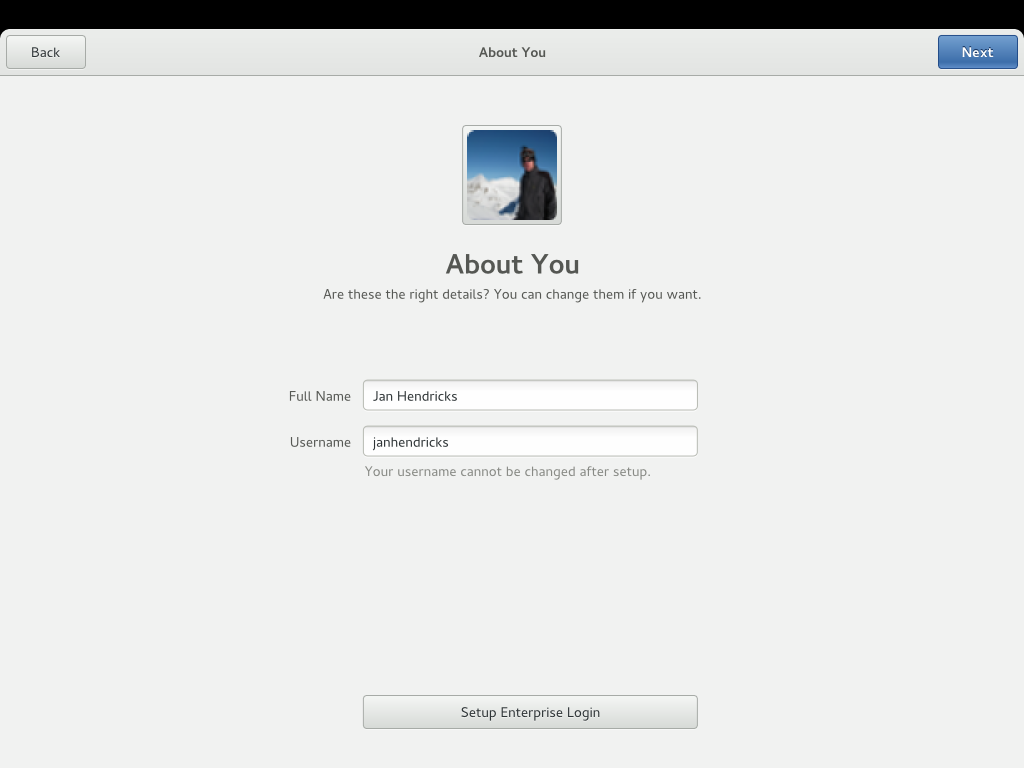 Back
About You
Next
About You
Are these the right details? You can change them if you want.
Full Name
Jan Hendricks
Username
janhendricks
Your username cannot be changed after setup.
Setup Enterprise Login